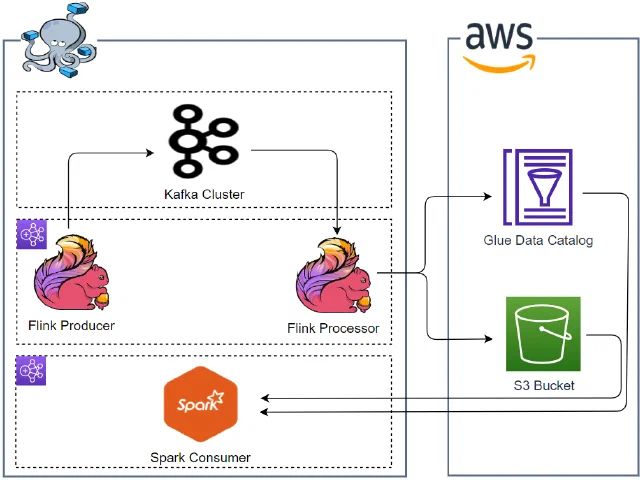 aws
Kafka Cluster
Glue Data Catalog
Flink Producer
Flink Processor
S3 Bucket
Spark
Spark Consumer